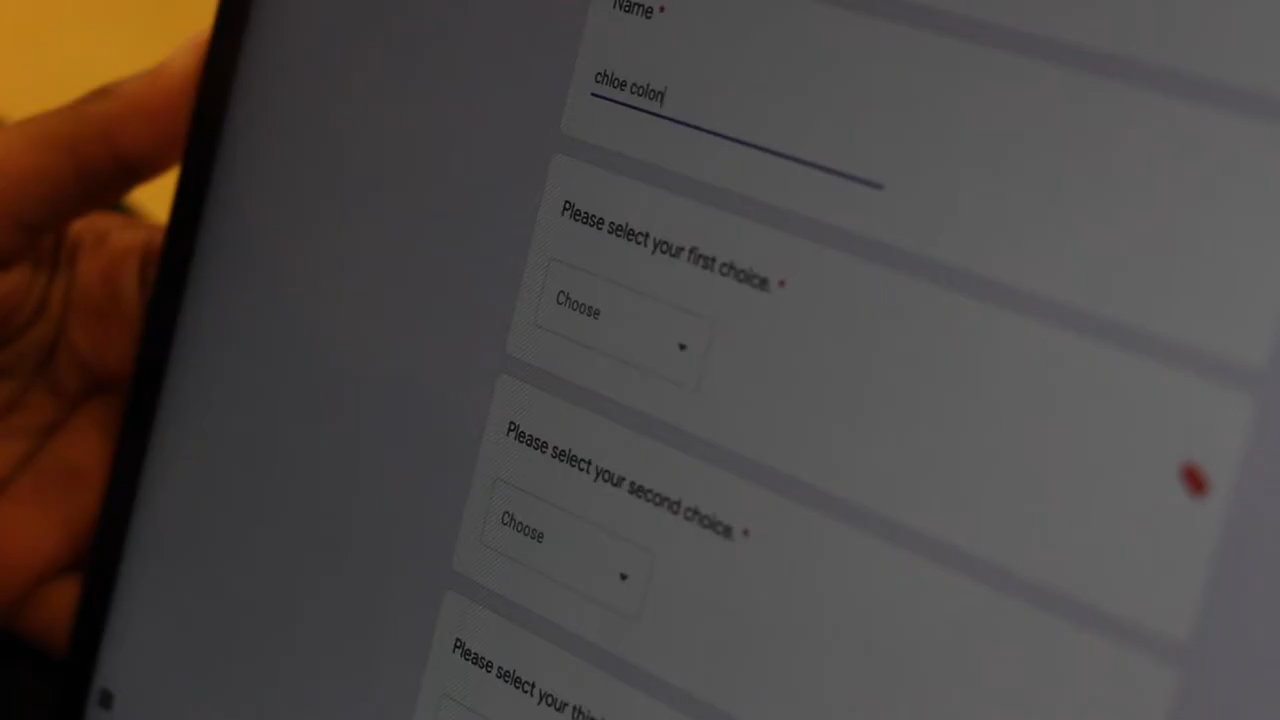 Name *
chloe colon
Please select your first choice. *
Choose
Please select your second choice. *
Choose
Please select your